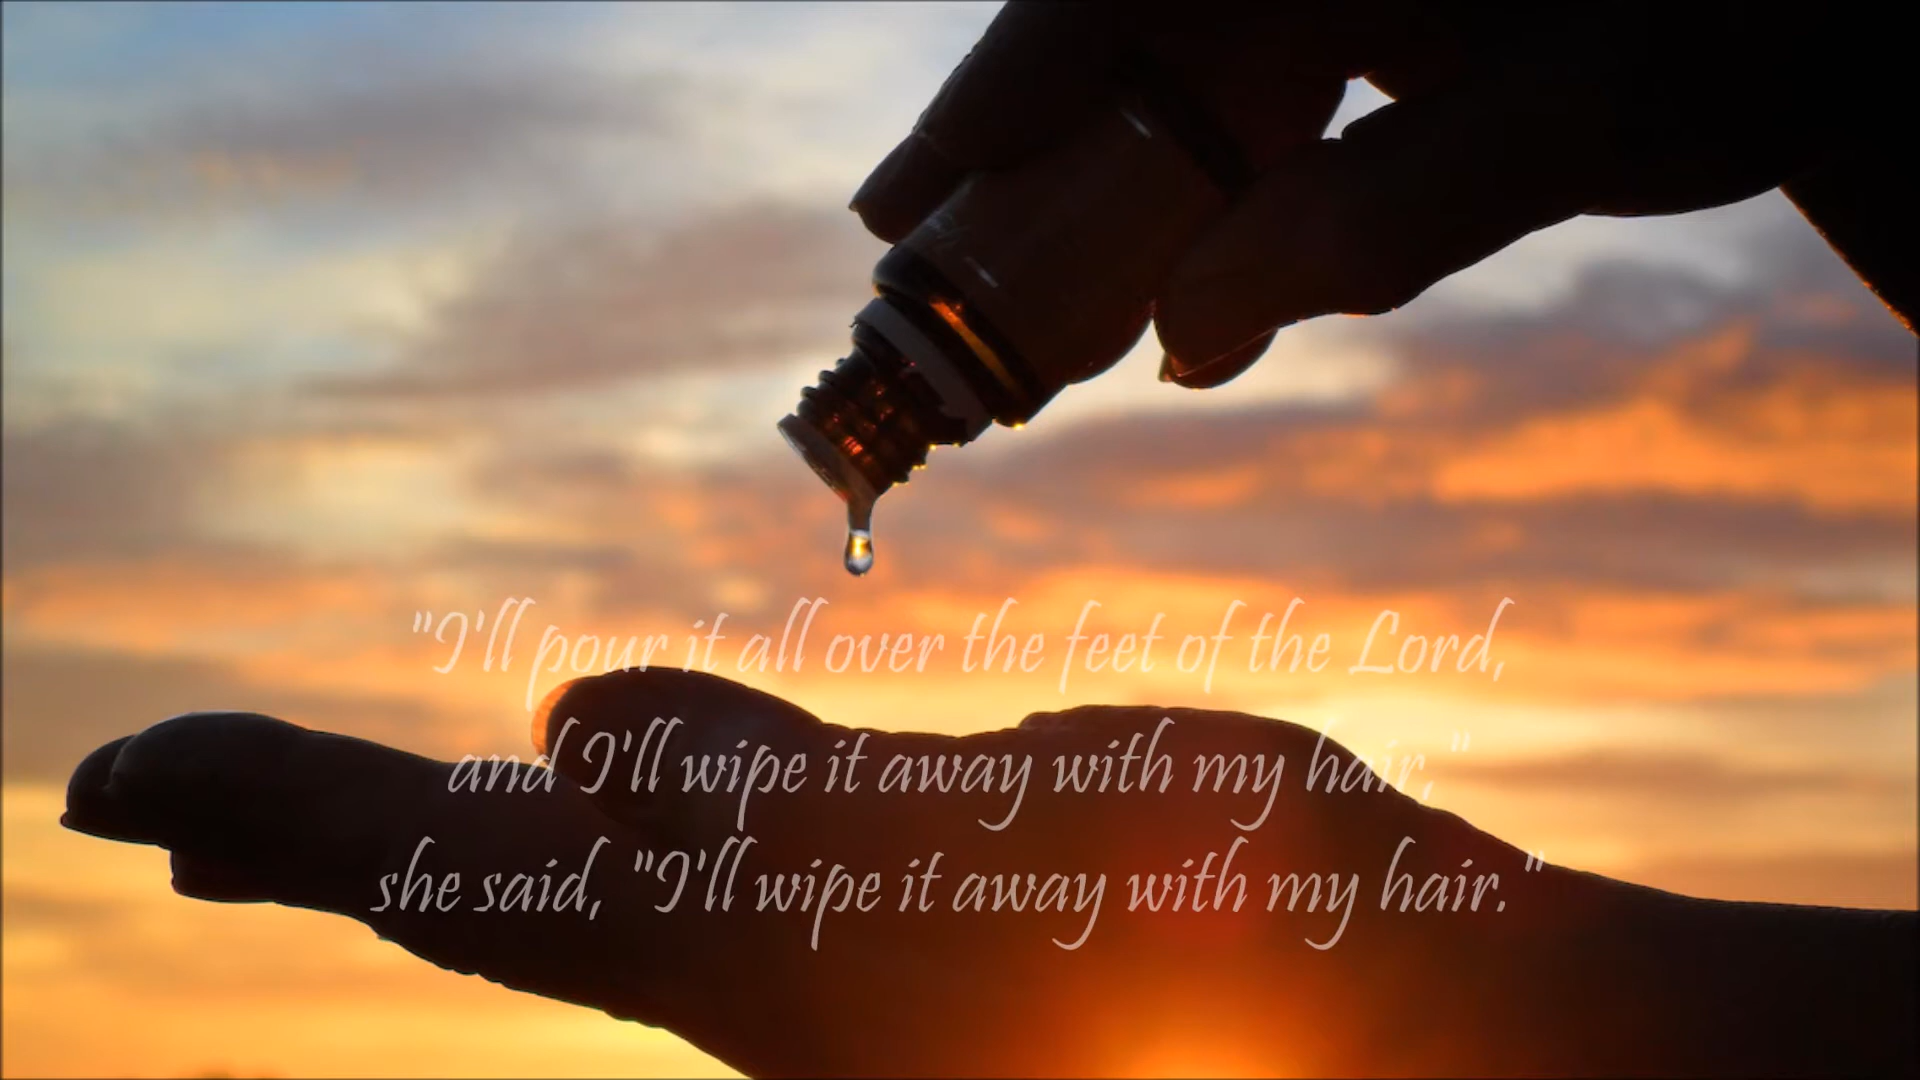 "I'll pour it all over the feet of the Lord,
and I'll wipe it away with my hair,"
she said, "I'll wipe it away with my hair."